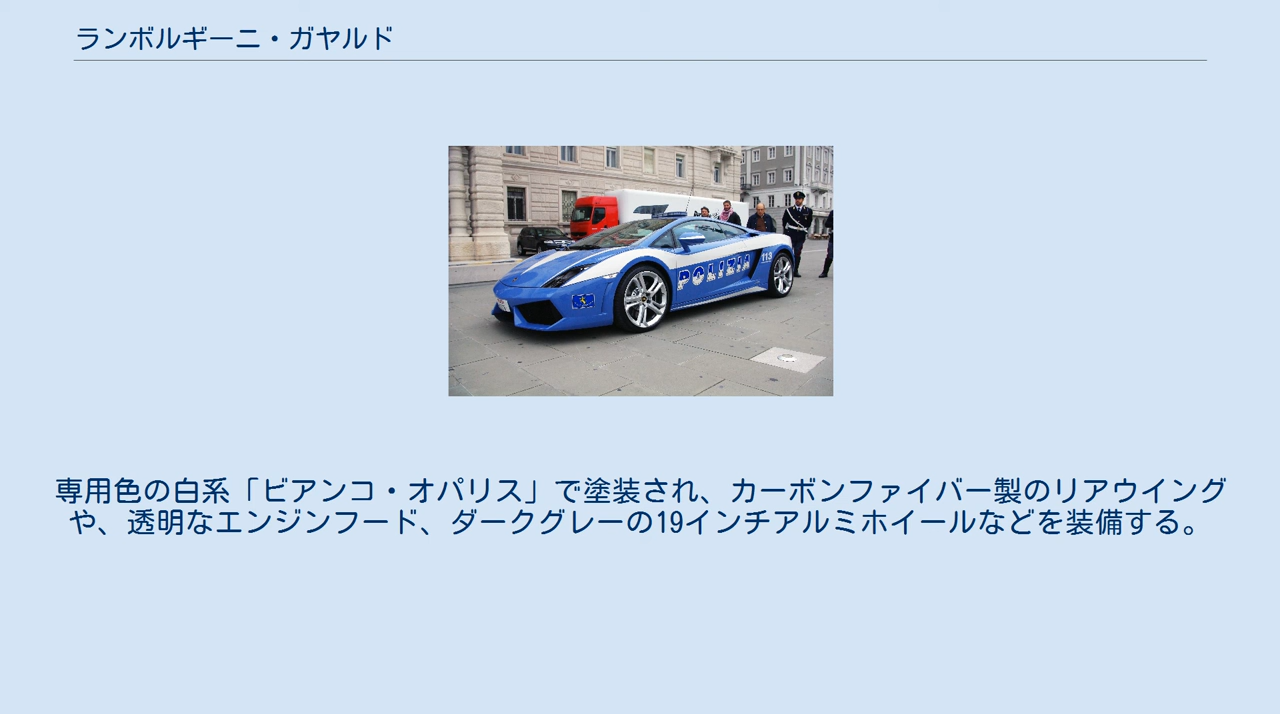 ランボルギーニ・ガヤルド
POLIZIA
113
専用色の白系「ビアンコ・オパリス」で塗装され、カーボンファイバー製のリアウイング
や、透明なエンジンフード、ダークグレーの19インチアルミホイールなどを装備する。